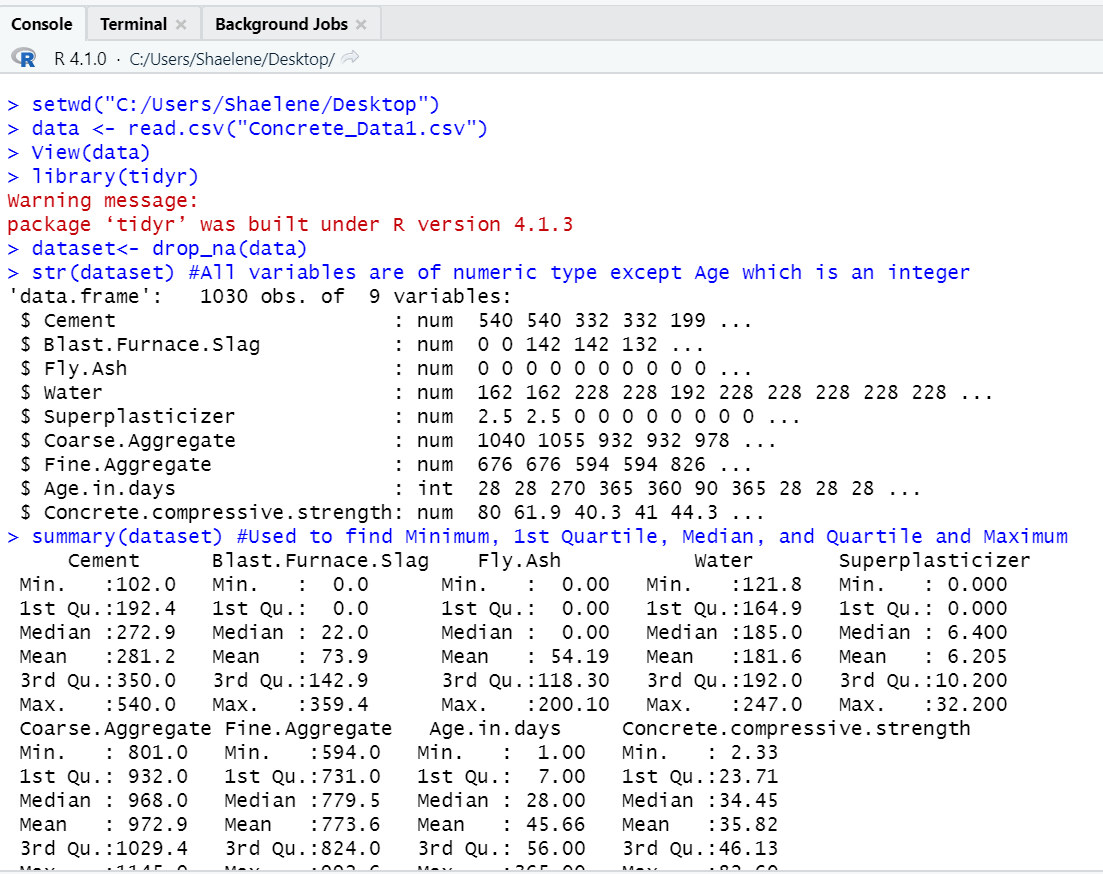 Console Terminal × Background Jobs ×
R R 4.1.0 · C:/Users/Shaelene/Desktop/
> setwd("C:/Users/Shaelene/Desktop")
> data <- read.csv("Concrete_Data1.csv")
> View(data)
> library(tidyr)
Warning message:
package ‘tidyr’ was built under R version 4.1.3
> dataset<- drop_na(data)
> str(dataset) #All variables are of numeric type except Age which is an integer
'data.frame':   1030 obs. of  9 variables:
 $ Cement                       : num  540 540 332 332 199 ...
 $ Blast.Furnace.Slag           : num  0 0 142 142 132 ...
 $ Fly.Ash                      : num  0 0 0 0 0 0 0 0 0 0 ...
 $ Water                        : num  162 162 228 228 192 228 228 228 228 228 ...
 $ Superplasticizer             : num  2.5 2.5 0 0 0 0 0 0 0 0 ...
 $ Coarse.Aggregate             : num  1040 1055 932 932 978 ...
 $ Fine.Aggregate               : num  676 676 594 594 826 ...
 $ Age.in.days                  : int  28 28 270 365 360 90 365 28 28 28 ...
 $ Concrete.compressive.strength: num  80 61.9 40.3 41 44.3 ...
> summary(dataset) #Used to find Minimum, 1st Quartile, Median, and Quartile and Maximum
     Cement      Blast.Furnace.Slag    Fly.Ash           Water       Superplasticizer
 Min.   :102.0   Min.   :  0.0      Min.   :  0.00   Min.   :121.8   Min.   : 0.000
 1st Qu.:192.4   1st Qu.:  0.0      1st Qu.:  0.00   1st Qu.:164.9   1st Qu.: 0.000
 Median :272.9   Median : 22.0      Median :  0.00   Median :185.0   Median : 6.400
 Mean   :281.2   Mean   : 73.9      Mean   : 54.19   Mean   :181.6   Mean   : 6.205
 3rd Qu.:350.0   3rd Qu.:142.9      3rd Qu.:118.30   3rd Qu.:192.0   3rd Qu.:10.200
 Max.   :540.0   Max.   :359.4      Max.   :200.10   Max.   :247.0   Max.   :32.200
 Coarse.Aggregate Fine.Aggregate   Age.in.days     Concrete.compressive.strength
 Min.   : 801.0   Min.   :594.0   Min.   :  1.00   Min.   : 2.33
 1st Qu.: 932.0   1st Qu.:731.0   1st Qu.:  7.00   1st Qu.:23.71
 Median : 968.0   Median :779.5   Median : 28.00   Median :34.45
 Mean   : 972.9   Mean   :773.6   Mean   : 45.66   Mean   :35.82
 3rd Qu.:1029.4   3rd Qu.:824.0   3rd Qu.: 56.00   3rd Qu.:46.13